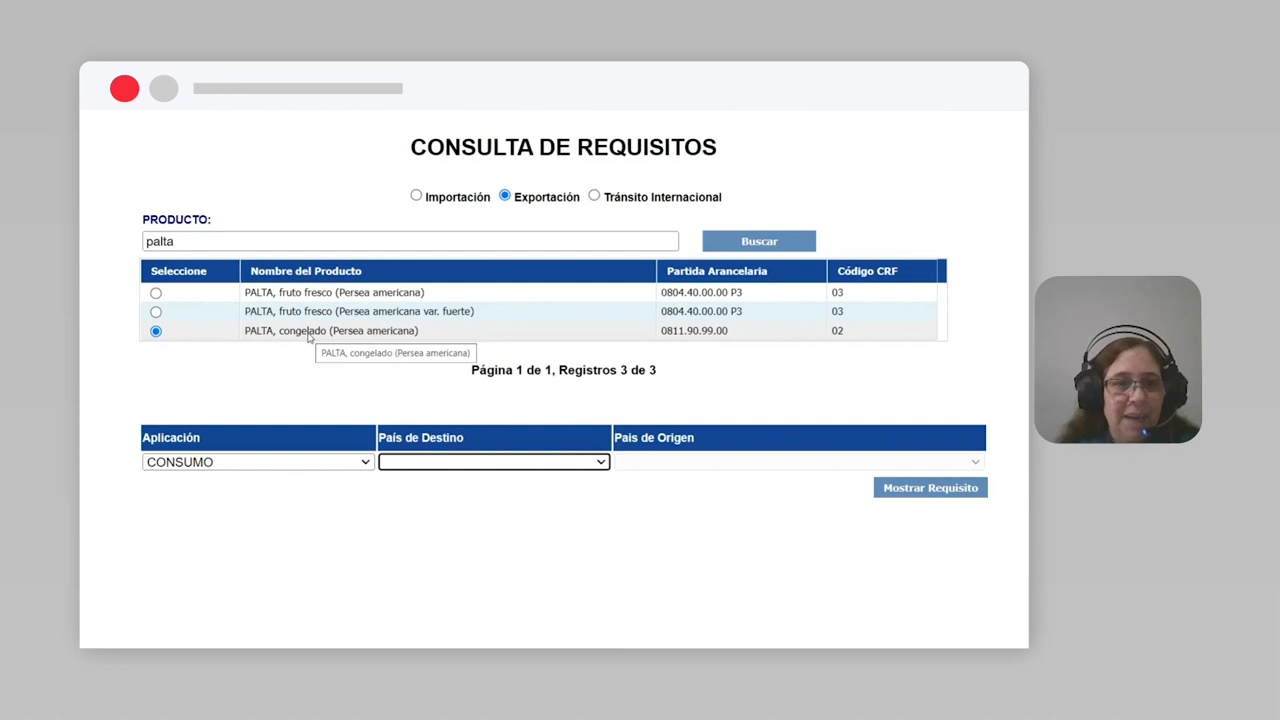 CONSULTA DE REQUISITOS
Importación Exportación Tránsito Internacional
PRODUCTO:
palta Buscar
Seleccione Nombre del Producto Partida Arancelaria Código CRF
PALTA, fruto fresco (Persea americana) 0804.40.00.00 P3 03
PALTA, fruto fresco (Persea americana var. fuerte) 0804.40.00.00 P3 03
PALTA, congelado (Persea americana) 0811.90.99.00 02
PALTA, congelado (Persea americana)
Página 1 de 1, Registros 3 de 3
Aplicación País de Destino Pais de Origen
CONSUMO
Mostrar Requisito